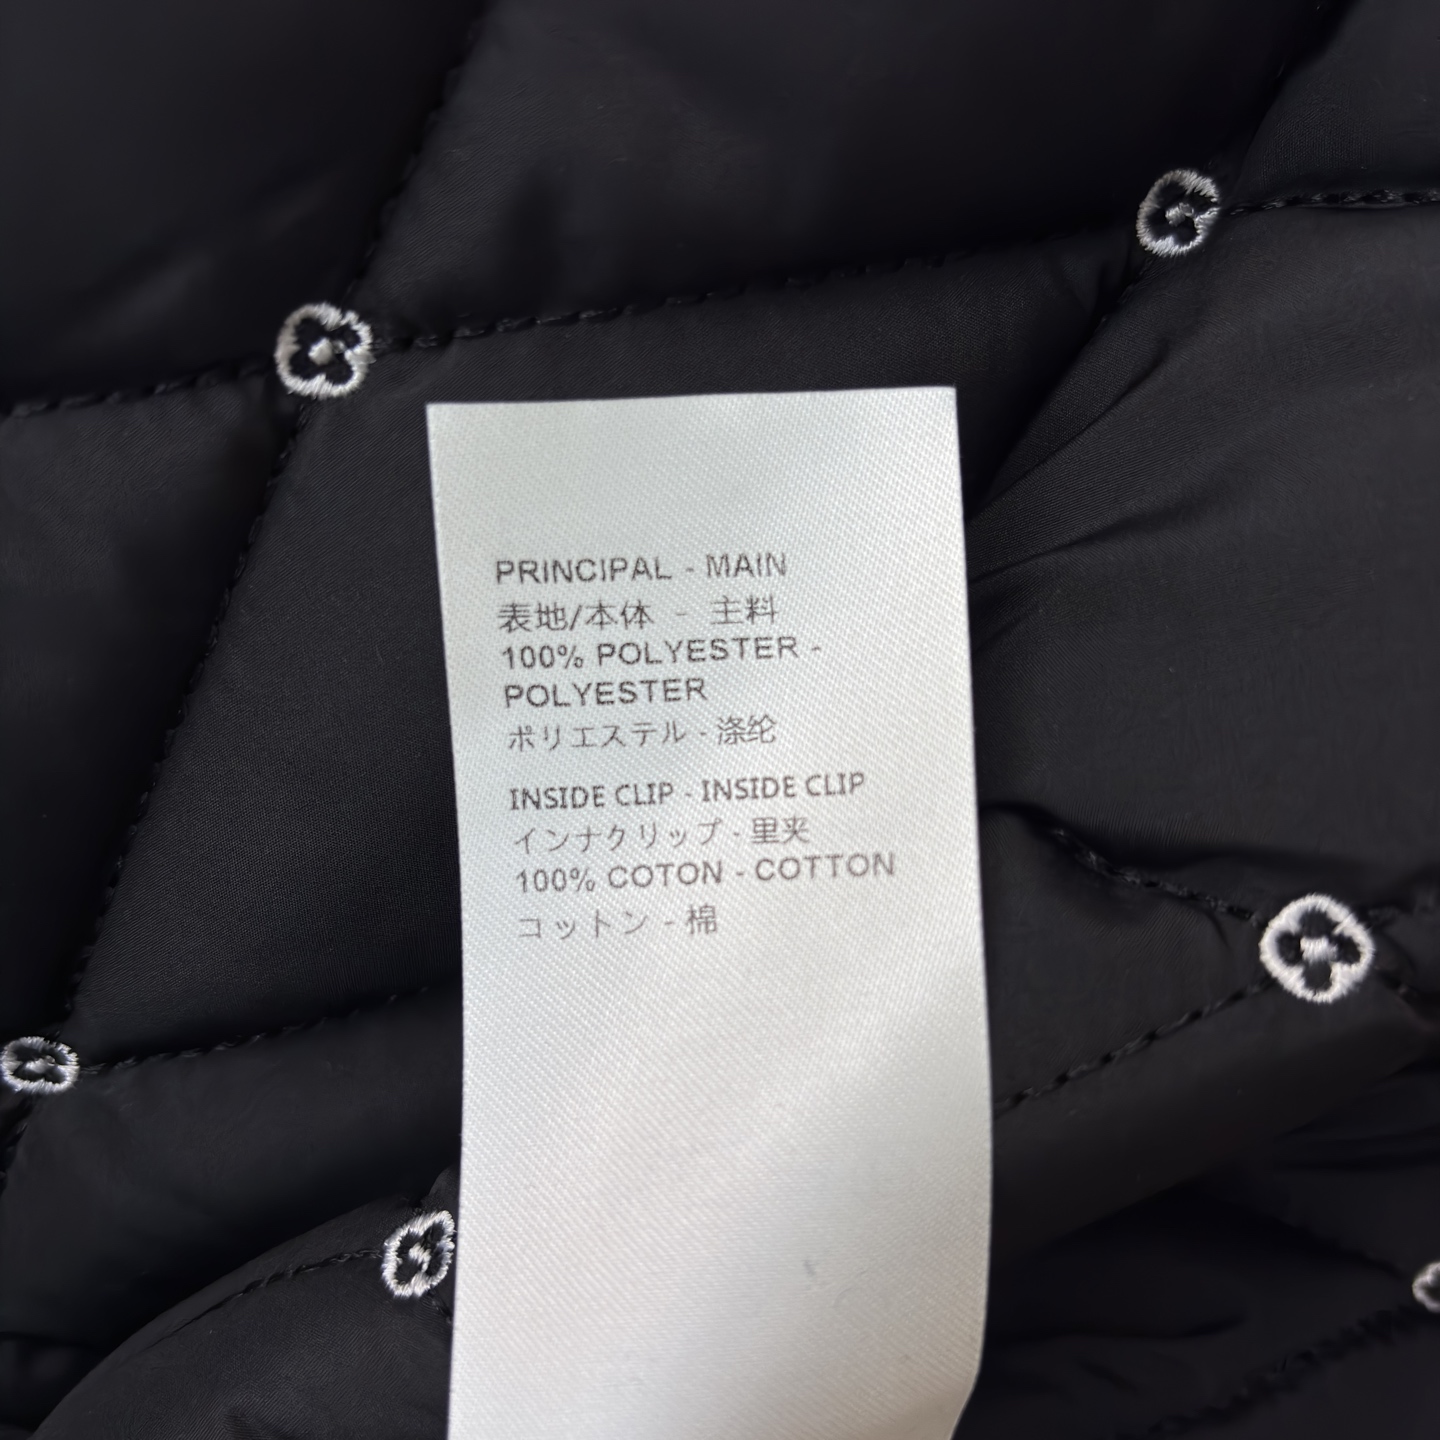 PRINCIPAL - MAIN
表地/本体 - 主料
100% POLYESTER -
POLYESTER
ポリエステル - 涤纶
INSIDE CLIP - INSIDE CLIP
インナクリップ - 里夹
100% COTON - COTTON
コットン - 棉